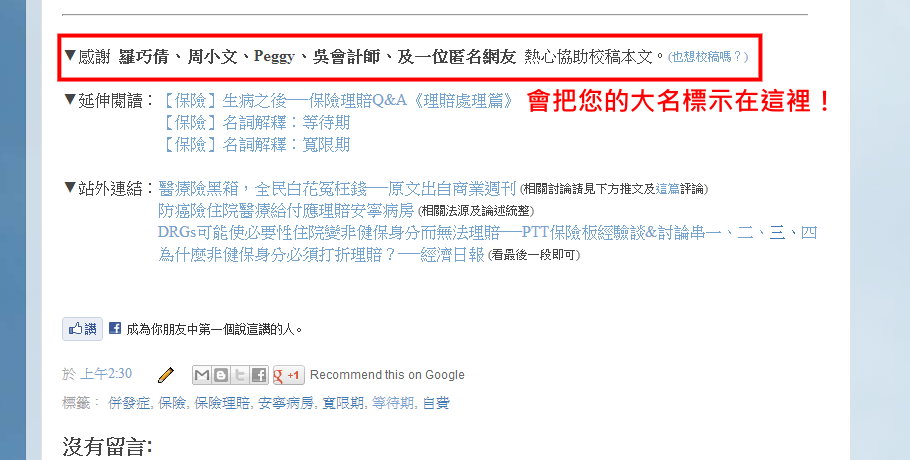 ▼感謝 羅巧倩、周小文、Peggy、吳會計師、及一位匿名網友 熱心協助校稿本文。(也想校稿嗎？)
▼延伸閱讀：【保險】生病之後──保險理賠Q&A《理賠處理篇》 會把您的大名標示在這裡！
【保險】名詞解釋：等待期
【保險】名詞解釋：寬限期
▼站外連結：醫療險黑箱，全民白花冤枉錢──原文出自商業週刊 (相關討論請見下方推文及這篇評論)
防癌險住院醫療給付應理賠安寧病房 (相關法源及論述統整)
DRGs可能使必要性住院變非健保身分而無法理賠──PTT保險板經驗談&討論串一、二、三、四
為什麼非健保身分必須打折理賠？──經濟日報 (看最後一段即可)
讚 成為你朋友中第一個說這讚的人。
於 上午2:30 g +1 Recommend this on Google
標籤： 併發症, 保險, 保險理賠, 安寧病房, 寬限期, 等待期, 自費
沒有留言: